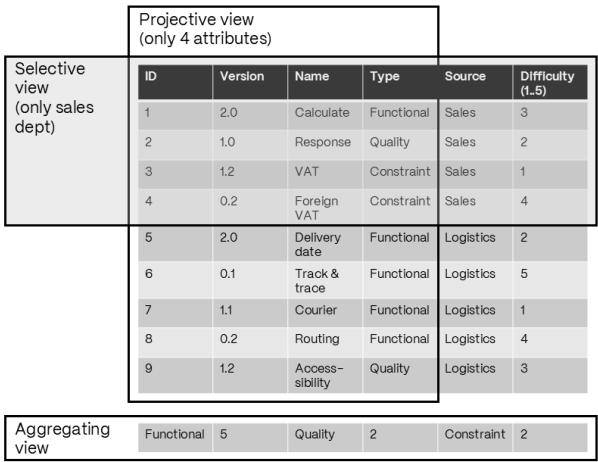 Projective view
(only 4 attributes)
Selective
view
(only sales
dept)
ID Version Name Type Source Difficulty
(1..5)
1 2.0 Calculate Functional Sales 3
2 1.0 Response Quality Sales 2
3 1.2 VAT Constraint Sales 1
4 0.2 Foreign Constraint Sales 4
VAT
5 2.0 Delivery Functional Logistics 2
date
6 0.1 Track & Functional Logistics 5
trace
7 1.1 Courier Functional Logistics 1
8 0.2 Routing Functional Logistics 4
9 1.2 Access- Quality Logistics 3
sibility
Aggregating
view
Functional 5 Quality 2 Constraint 2